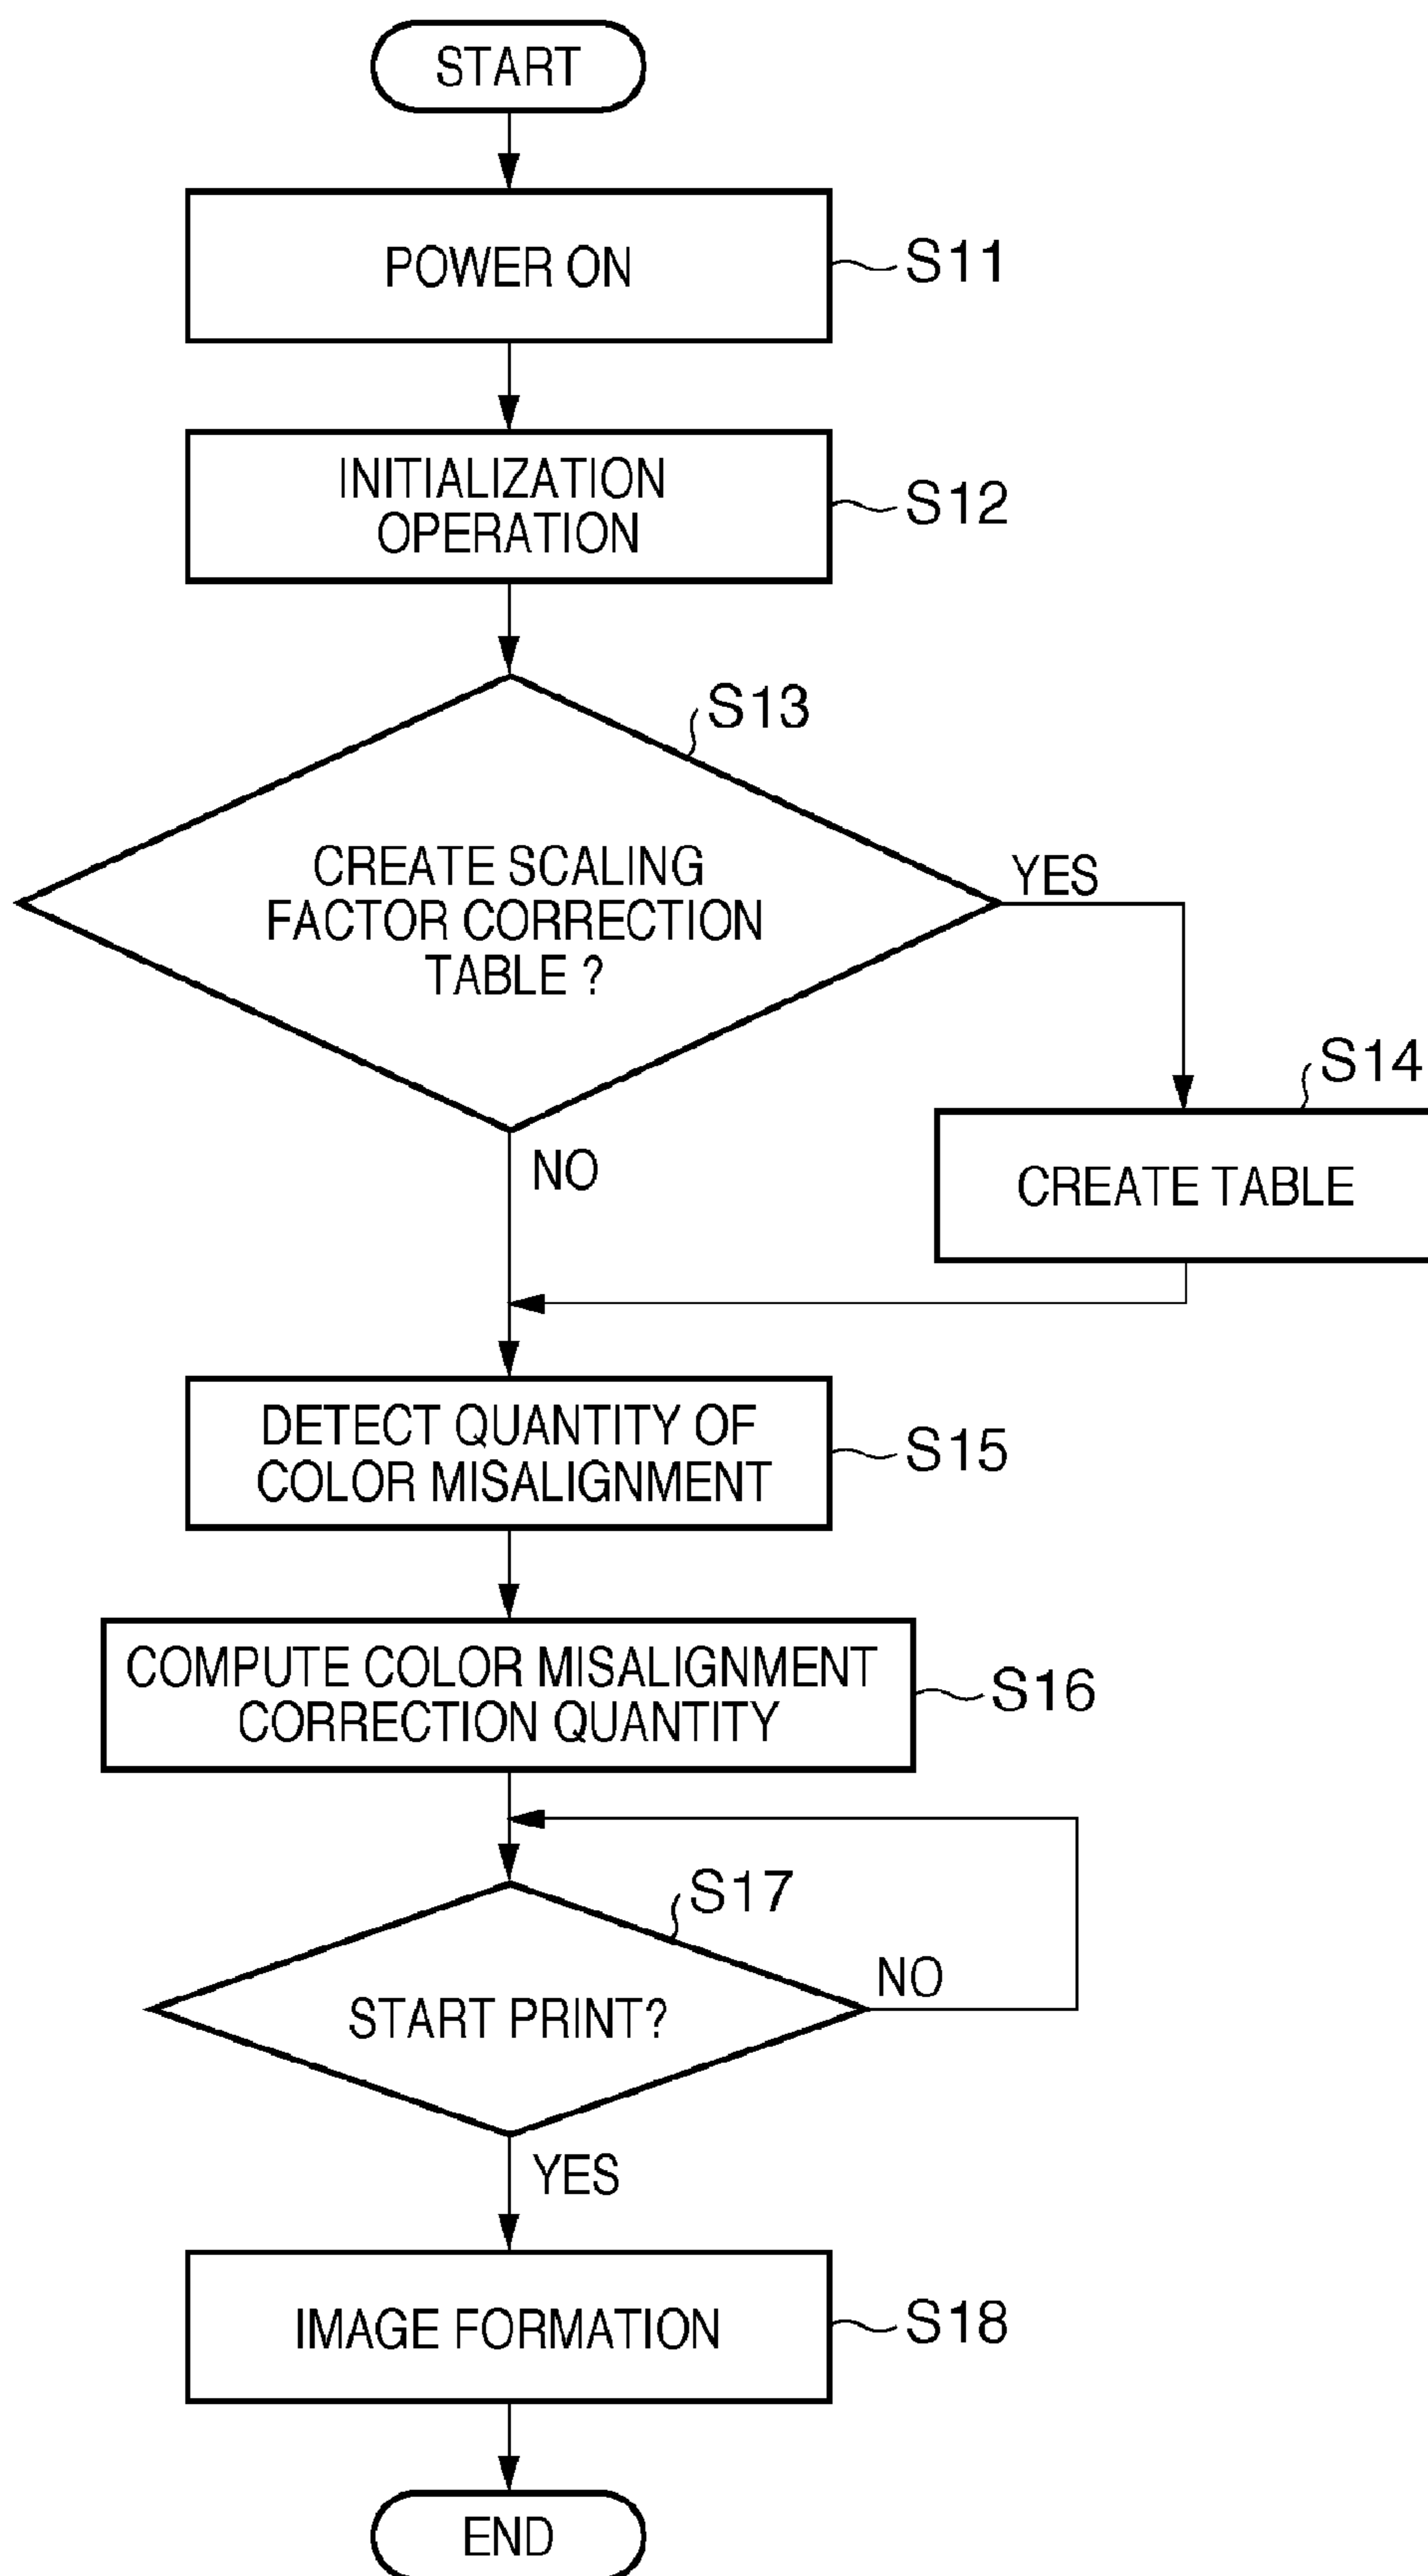 START
POWER ON
S11
INITIALIZATION
OPERATION
S12
S13
CREATE SCALING
FACTOR CORRECTION
TABLE ?
YES
NO
S14
CREATE TABLE
DETECT QUANTITY OF
COLOR MISALIGNMENT
S15
COMPUTE COLOR MISALIGNMENT
CORRECTION QUANTITY
S16
S17
START PRINT?
NO
YES
IMAGE FORMATION
S18
END